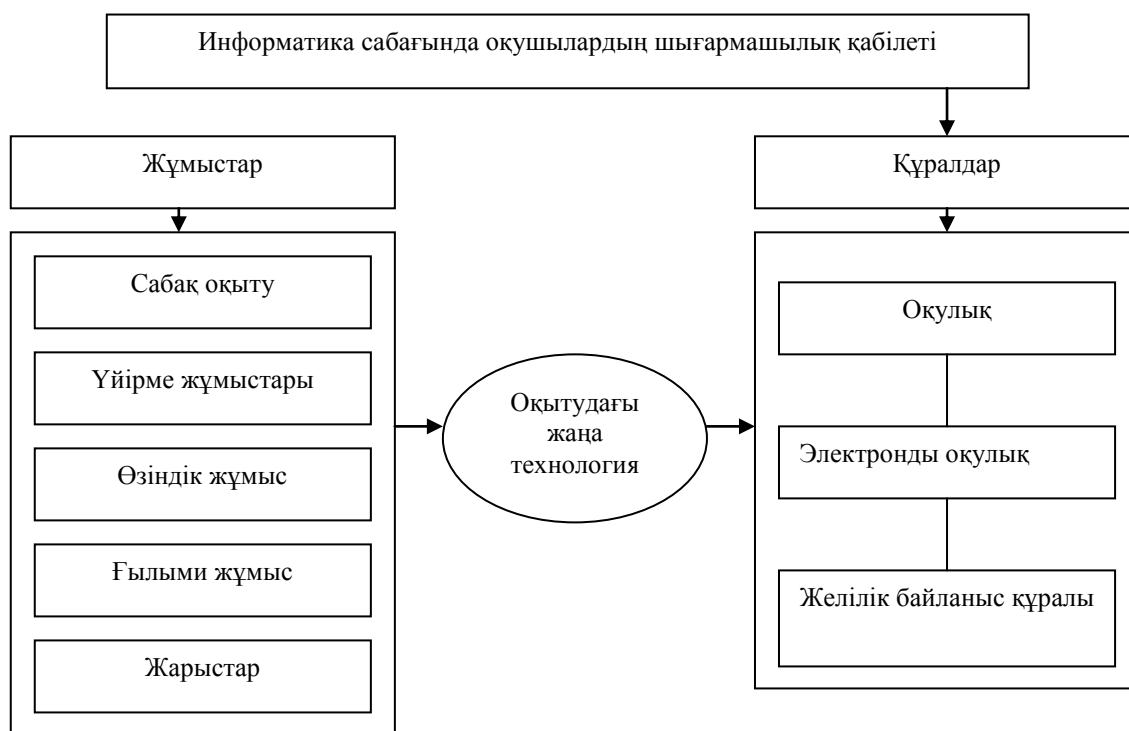 Информатика сабағында оқушылардың шығармашылық қабілеті
Жұмыстар
Құралдар
Сабақ оқыту
Үйірме жұмыстары
Өзіндік жұмыс
Ғылыми жұмыс
Жарыстар
Оқытудағы
жаңа
технология
Оқулық
Электронды оқулық
Желілік байланыс құралы